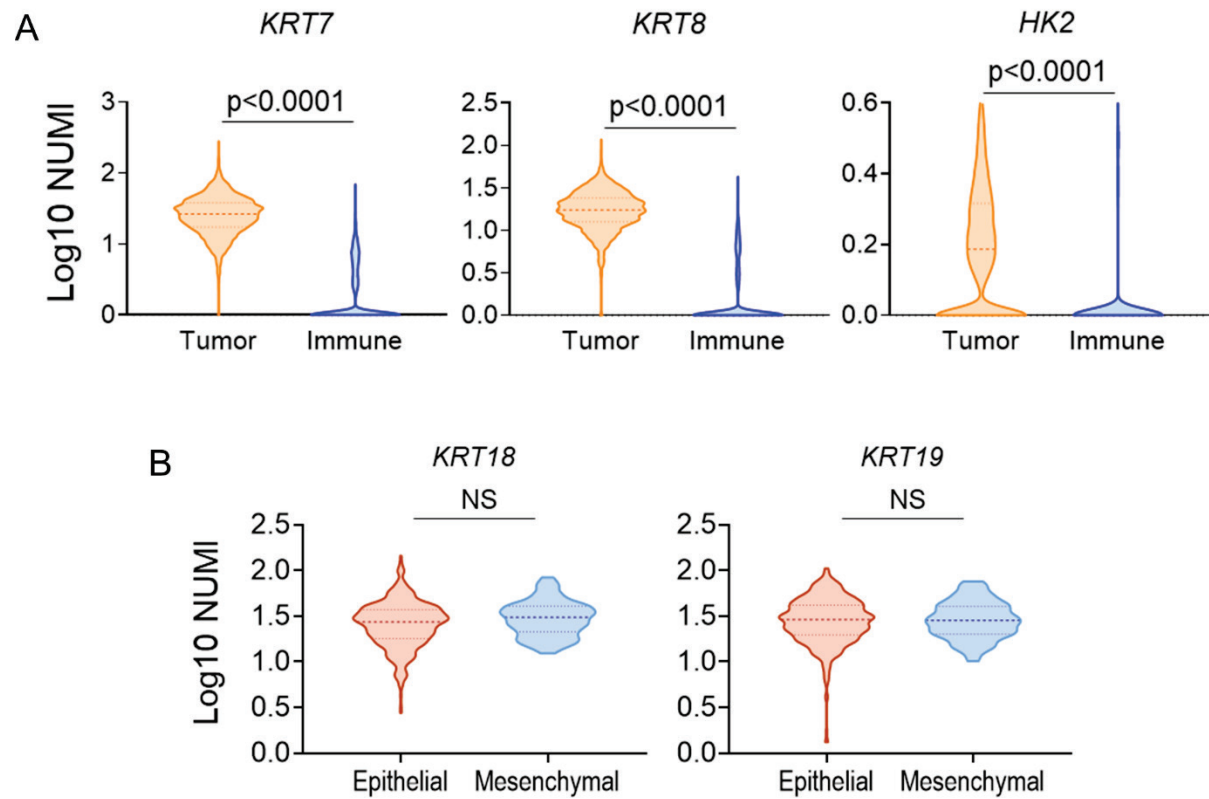 A
KRT7
KRT8
HK2
Log10 NUMI
p<0.0001
p<0.0001
p<0.0001
3
2
1
0
2.5
2.0
1.5
1.0
0.5
0.0
0.6
0.4
0.2
0.0
Tumor
Immune
Tumor
Immune
Tumor
Immune
B
KRT18
KRT19
Log10 NUMI
NS
NS
2.5
2.0
1.5
1.0
0.5
0.0
2.5
2.0
1.5
1.0
0.5
0.0
Epithelial
Mesenchymal
Epithelial
Mesenchymal